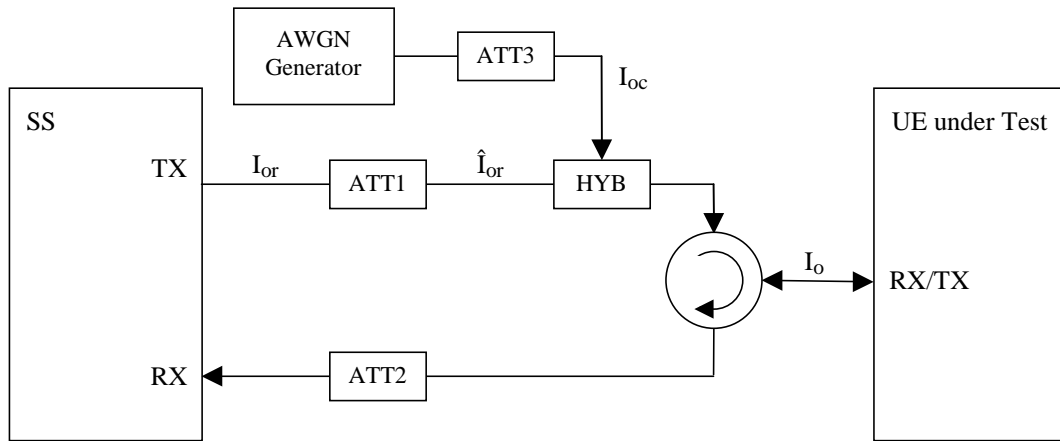 AWGN
Generator
ATT3
I_oc
SS
UE under Test
TX
I_or
ATT1
Î_or
HYB
I_o
RX/TX
RX
ATT2